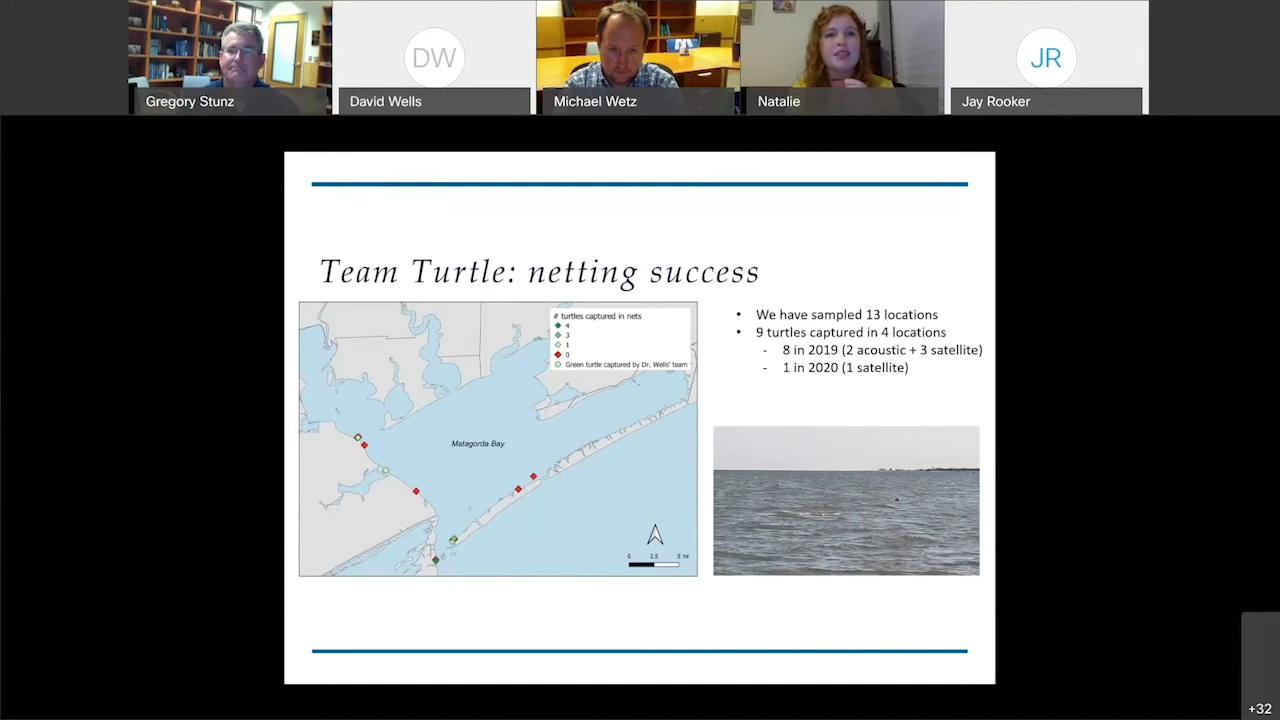 DW
JR
Gregory Stunz
David Wells
Michael Wetz
Natalie
Jay Rooker
Team Turtle: netting success
# turtles captured in nets
4
3
1
0
Green turtle captured by Dr. Wells' team
Matagorda Bay
0 2.5 5 mi
• We have sampled 13 locations
• 9 turtles captured in 4 locations
- 8 in 2019 (2 acoustic + 3 satellite)
- 1 in 2020 (1 satellite)
+32